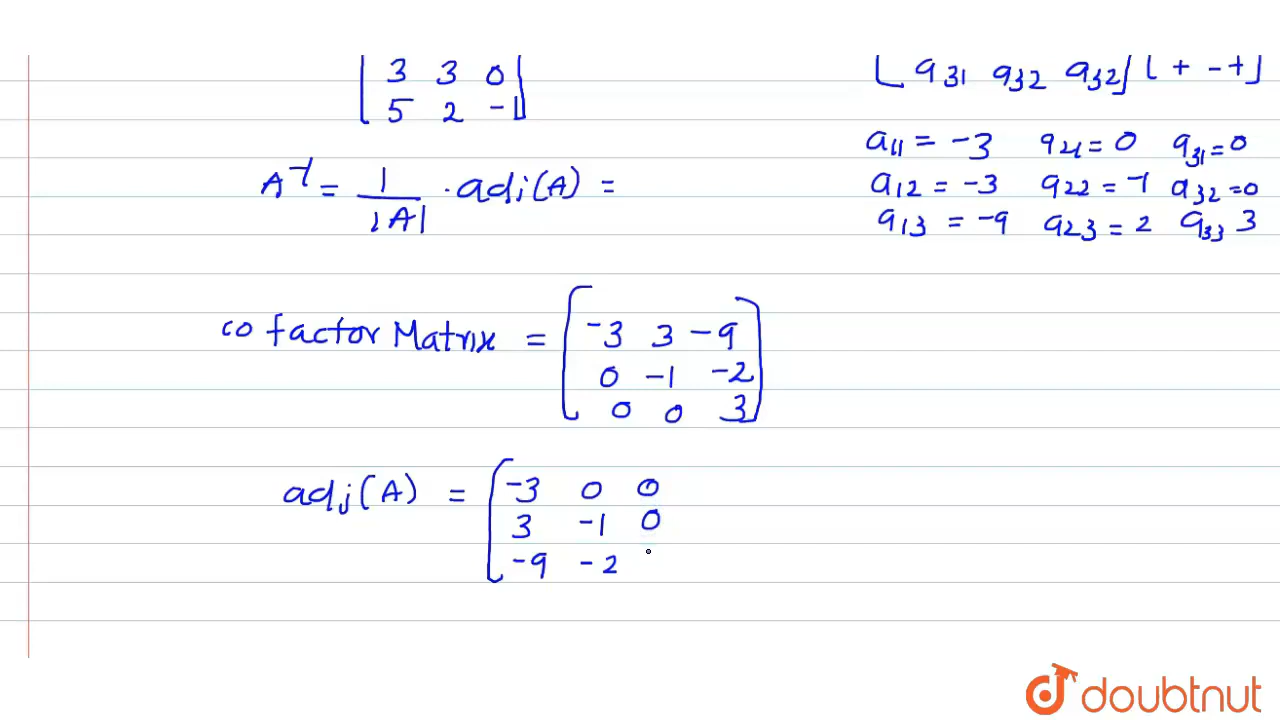 3 3 0
5 2 -1
[ a31 a32 a32 ] [ + - + ]
a11 = -3 a21 = 0 a31 = 0
a12 = -3 a22 = -1 a32 = 0
a13 = -9 a23 = 2 a33 3
A⁻¹ = 1/|A| . adj(A) =
co factor Matrix = [ -3 3 -9
0 -1 -2
0 0 3 ]
adj(A) = [ -3 0 0
3 -1 0
-9 -2
doubtnut